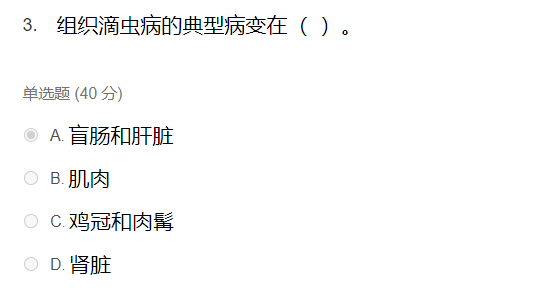 3. 组织滴虫病的典型病变在（ ）。
单选题 (40 分)
A. 盲肠和肝脏
B. 肌肉
C. 鸡冠和肉髯
D. 肾脏